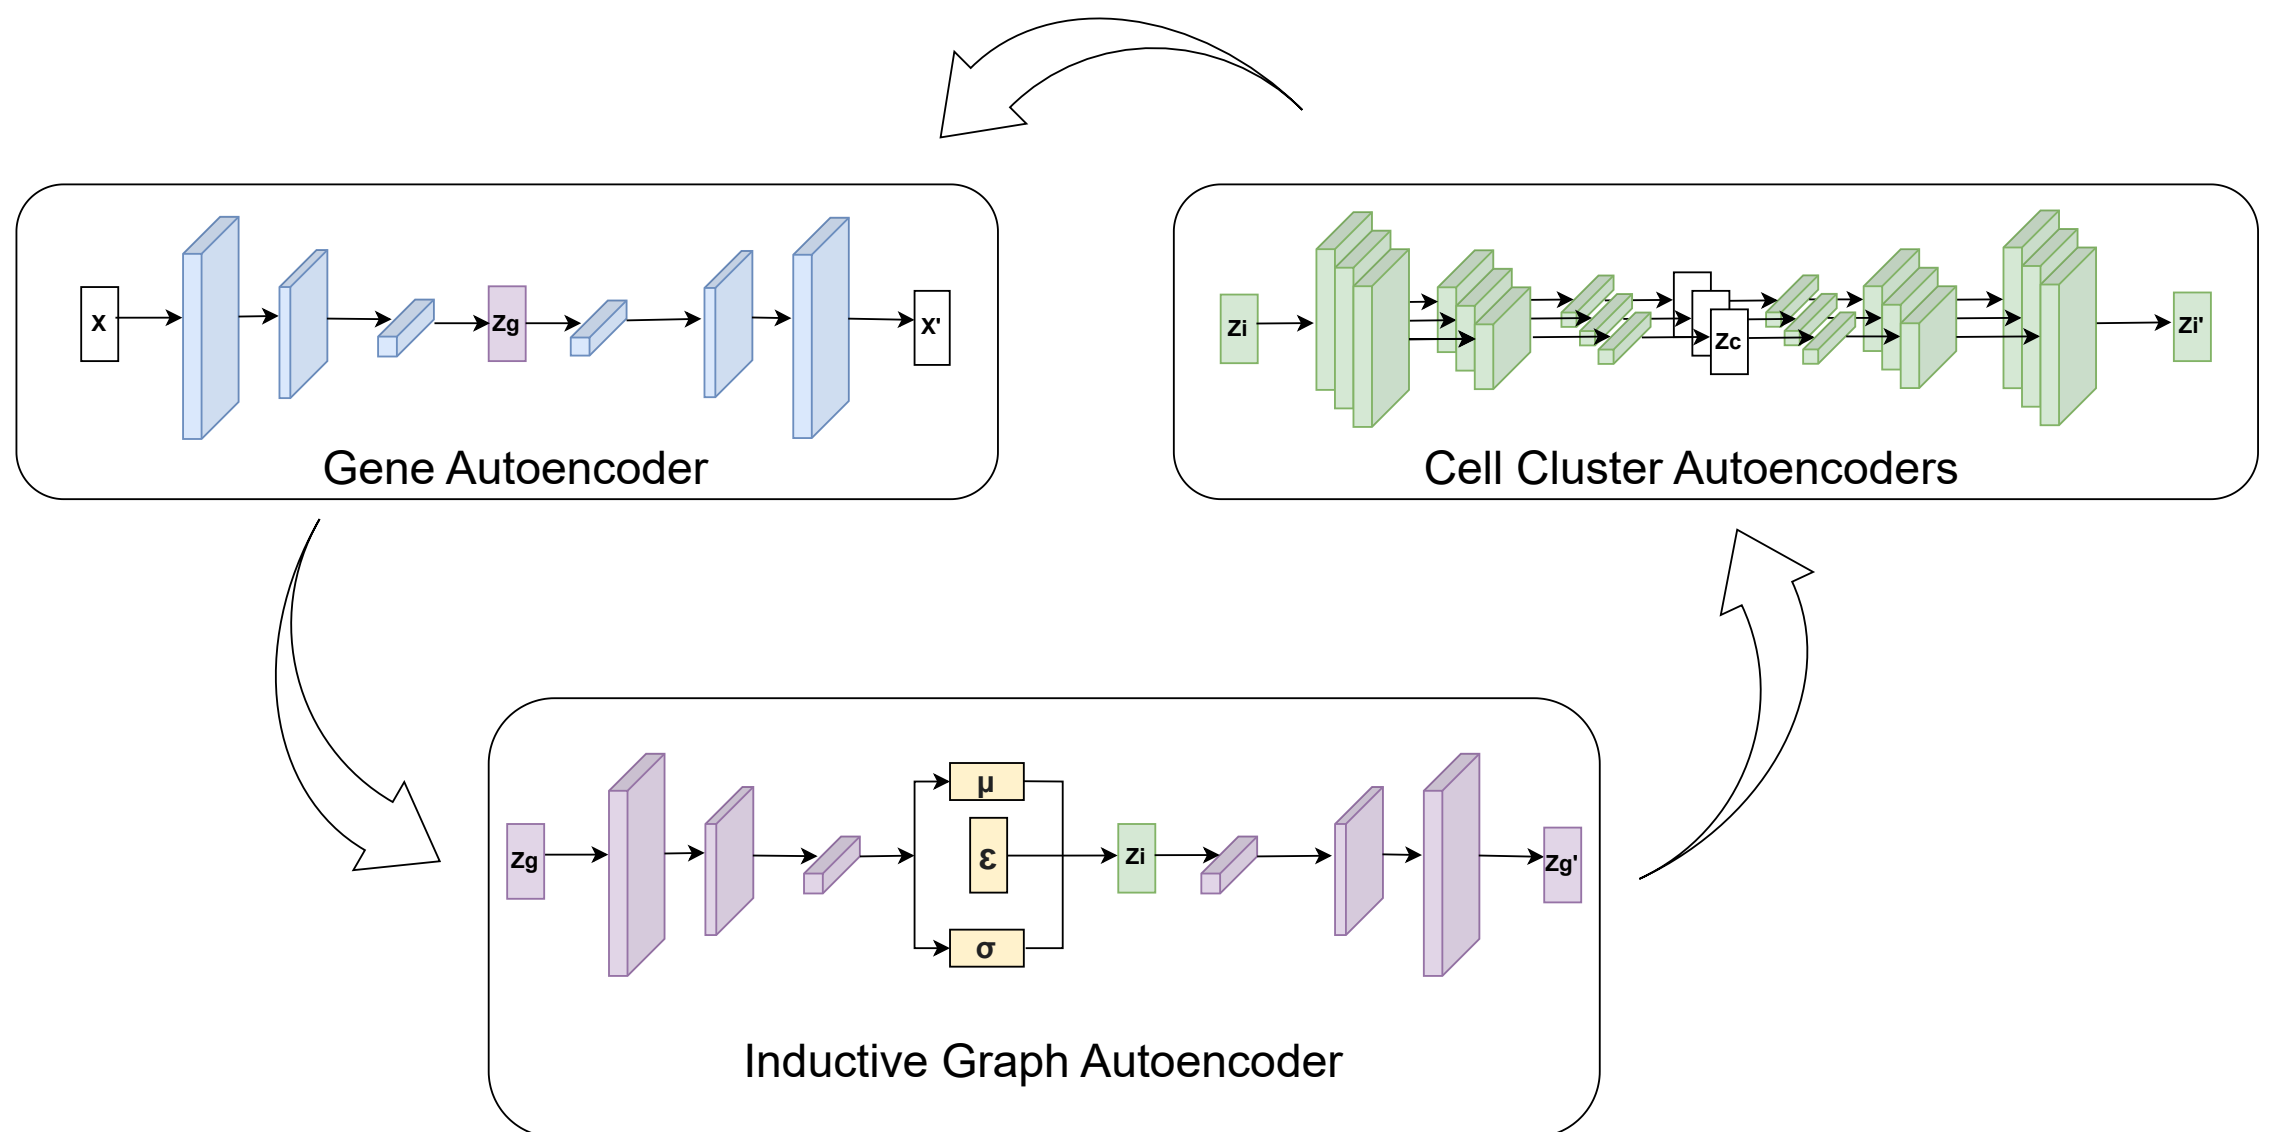 X
Zg
X'
Gene Autoencoder
Zi
Zc
Zi'
Cell Cluster Autoencoders
Zg
μ
ε
σ
Zi
Zg'
Inductive Graph Autoencoder